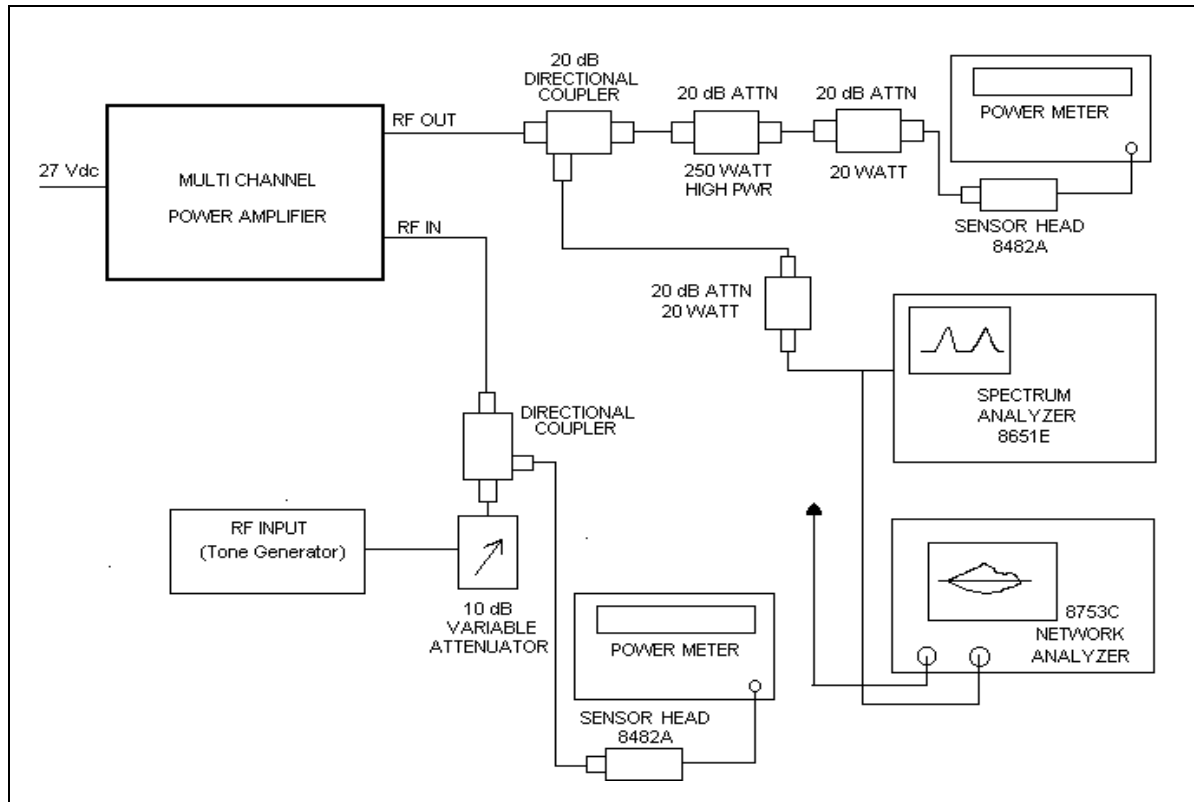 20 dB
DIRECTIONAL
COUPLER
20 dB ATTN
20 dB ATTN
POWER METER
RF OUT
27 Vdc
MULTI CHANNEL
POWER AMPLIFIER
250 WATT
HIGH PWR
20 WATT
SENSOR HEAD
8482A
RF IN
20 dB ATTN
20 WATT
SPECTRUM
ANALYZER
8651E
DIRECTIONAL
COUPLER
RF INPUT
(Tone Generator)
10 dB
VARIABLE
ATTENUATOR
POWER METER
8753C
NETWORK
ANALYZER
SENSOR HEAD
8482A